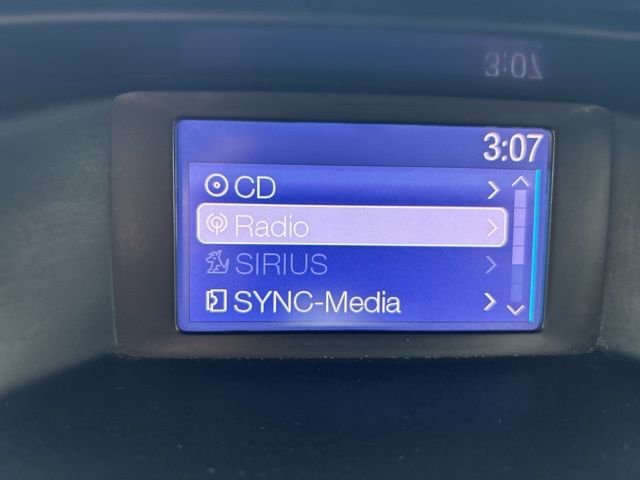 3:07
3:07
CD
Radio
SIRIUS
SYNC-Media